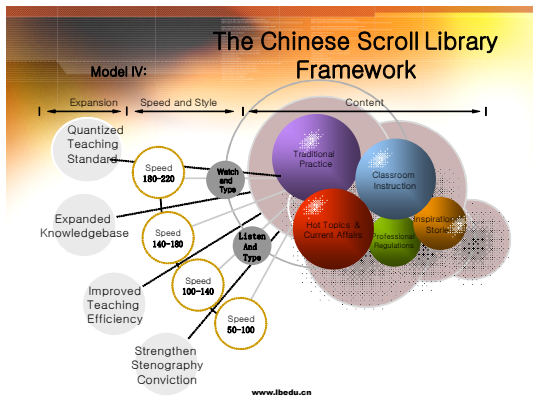 The Chinese Scroll Library
Framework
Model IV:
Expansion
Speed and Style
Content
Quantized
Teaching
Standard
Speed
180-220
Watch
and
Type
Traditional
Practice
Classroom
Instruction
Expanded
Knowledgebase
Speed
140-180
Listen
And
Type
Hot Topics &
Current Affairs
Professional
Regulations
Inspirational
Stories
Improved
Teaching
Efficiency
Speed
100-140
Speed
50-100
Strengthen
Stenography
Conviction
www.lbedu.cn